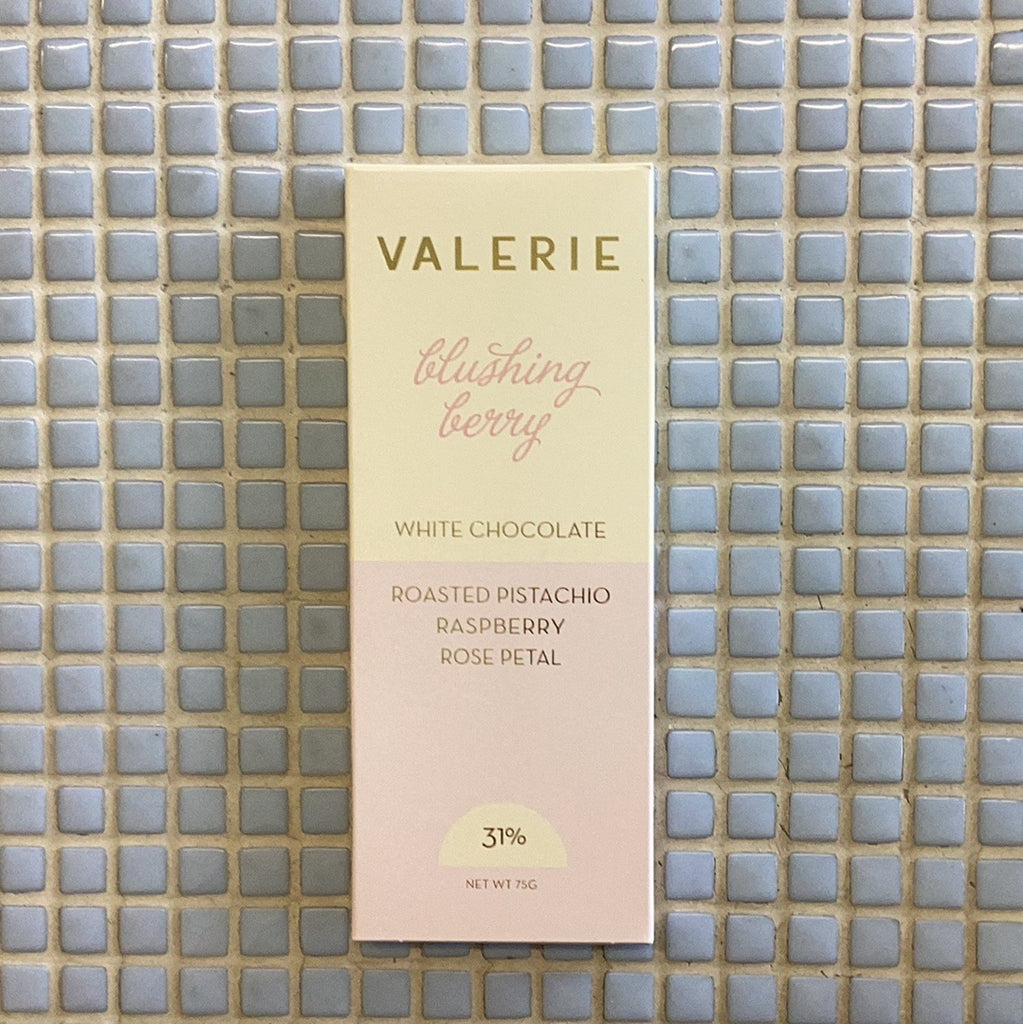 VALERIE
blushing
berry
WHITE CHOCOLATE
ROASTED PISTACHIO
RASPBERRY
ROSE PETAL
31%
NET WT 75G